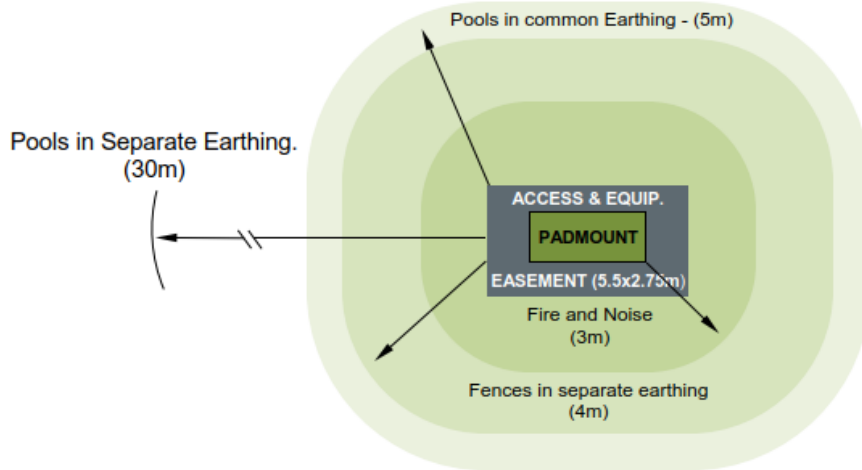 Pools in common Earthing - (5m)
Pools in Separate Earthing.
(30m)
ACCESS & EQUIP.
PADMOUNT
EASEMENT (5.5x2.75m)
Fire and Noise
(3m)
Fences in separate earthing
(4m)